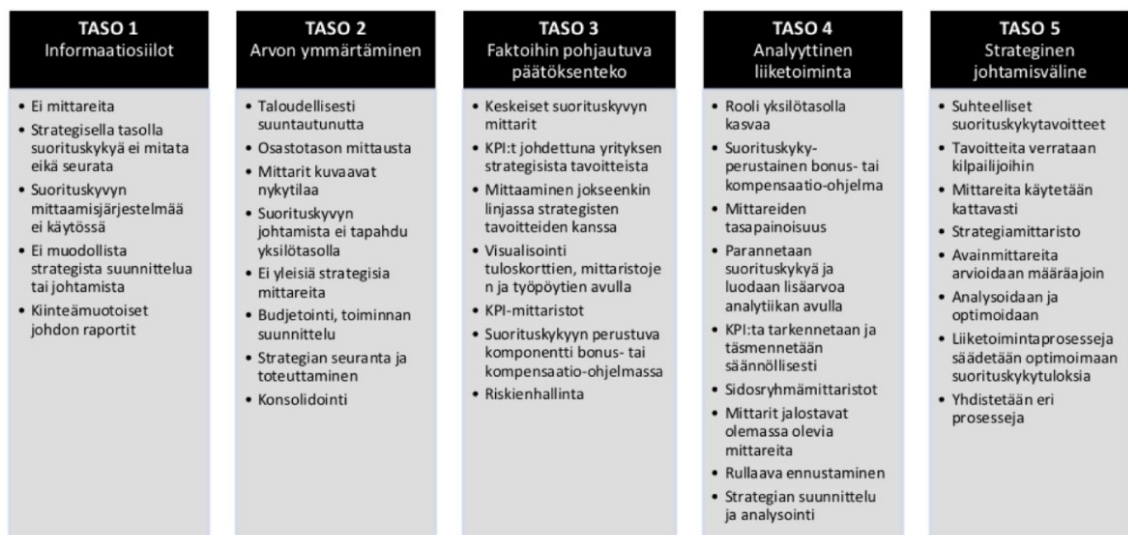 TASO 1
Informaatiosiilot
• Ei mittareita
• Strategisella tasolla
suorituskykyä ei mitata
eikä seurata
• Suorituskyvyn
mittaamisjärjestelmää
ei käytössä
• Ei muodollista
strategista suunnittelua
tai johtamista
• Kiinteämuotoiset
johdon raportit
TASO 2
Arvon ymmärtäminen
• Taloudellisesti
suuntautunutta
• Osastotason mittausta
• Mittarit kuvaavat
nykytilaa
• Suorituskyvyn
johtamista ei tapahdu
yksilötasolla
• Ei yleisiä strategisia
mittareita
• Budjetointi, toiminnan
suunnittelu
• Strategian seuranta ja
toteuttaminen
• Konsolidointi
TASO 3
Faktoihin pohjautuva
päätöksenteko
• Keskeiset suorituskyvyn
mittarit
• KPI:t johdettuna yrityksen
strategisista tavoitteista
• Mittaaminen jokseenkin
linjassa strategisten
tavoitteiden kanssa
• Visualisointi
tuloskorttien, mittaristoje
n ja työpöytien avulla
• KPI-mittaristot
• Suorituskykyyn perustuva
komponentti bonus- tai
kompensaatio-ohjelmassa
• Riskienhallinta
TASO 4
Analyyttinen
liiketoiminta
• Rooli yksilötasolla
kasvaa
• Suorituskyky-
perustainen bonus- tai
kompensaatio-ohjelma
• Mittareiden
tasapainoisuus
• Parannetaan
suorituskykyä ja
luodaan lisäarvoa
analytiikan avulla
• KPI:ta tarkennetaan ja
täsmennetään
säännöllisesti
• Sidosryhmämittaristot
• Mittarit jalostavat
olemassa olevia
mittareita
• Rullaava ennustaminen
• Strategian suunnittelu
ja analysointi
TASO 5
Strateginen
johtamisväline
• Suhteelliset
suorituskykytavoitteet
• Tavoitteita verrataan
kilpailijoihin
• Mittareita käytetään
kattavasti
• Strategiamittaristo
• Avainmittareita
arvioidaan määräajoin
• Analysoidaan ja
optimoidaan
• Liiketoimintaprosesseja
säädetään optimoimaan
suorituskykytuloksia
• Yhdistetään eri
prosesseja